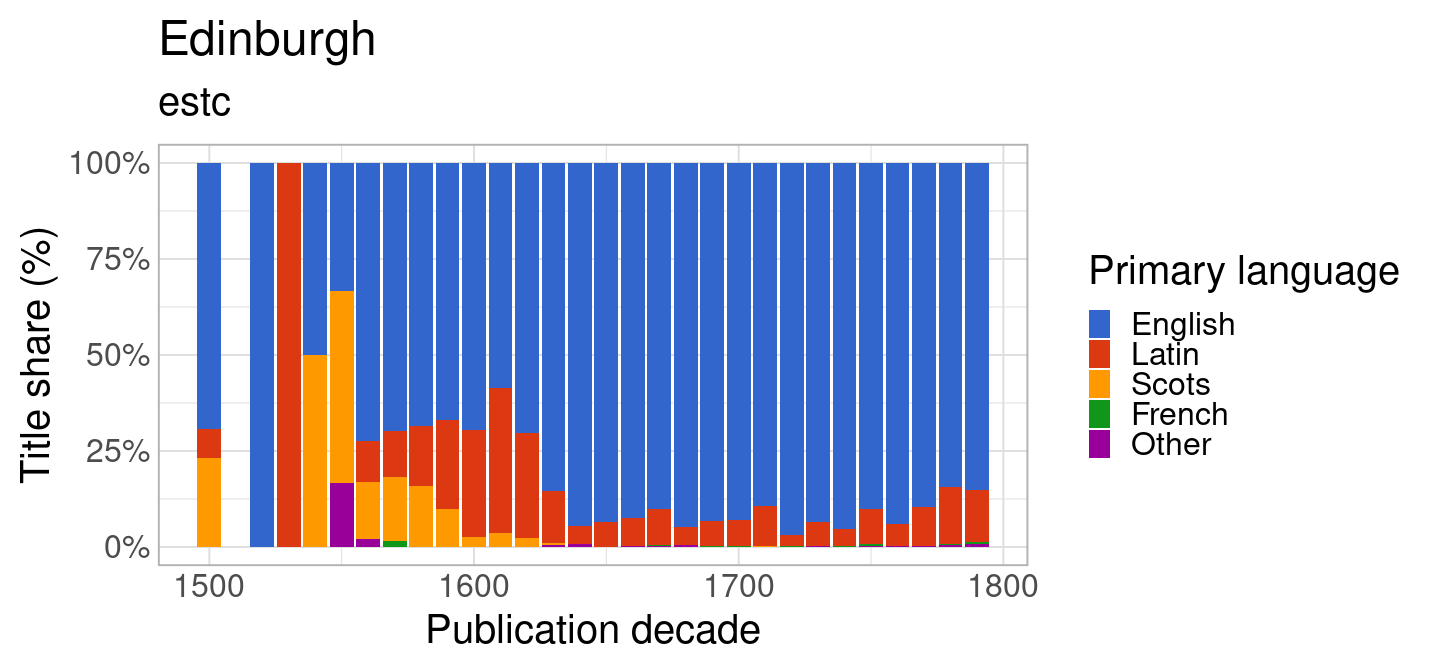 Edinburgh
estc
Title share (%)
100%
75%
50%
25%
0%
1500 1600 1700 1800
Publication decade
Primary language
English
Latin
Scots
French
Other